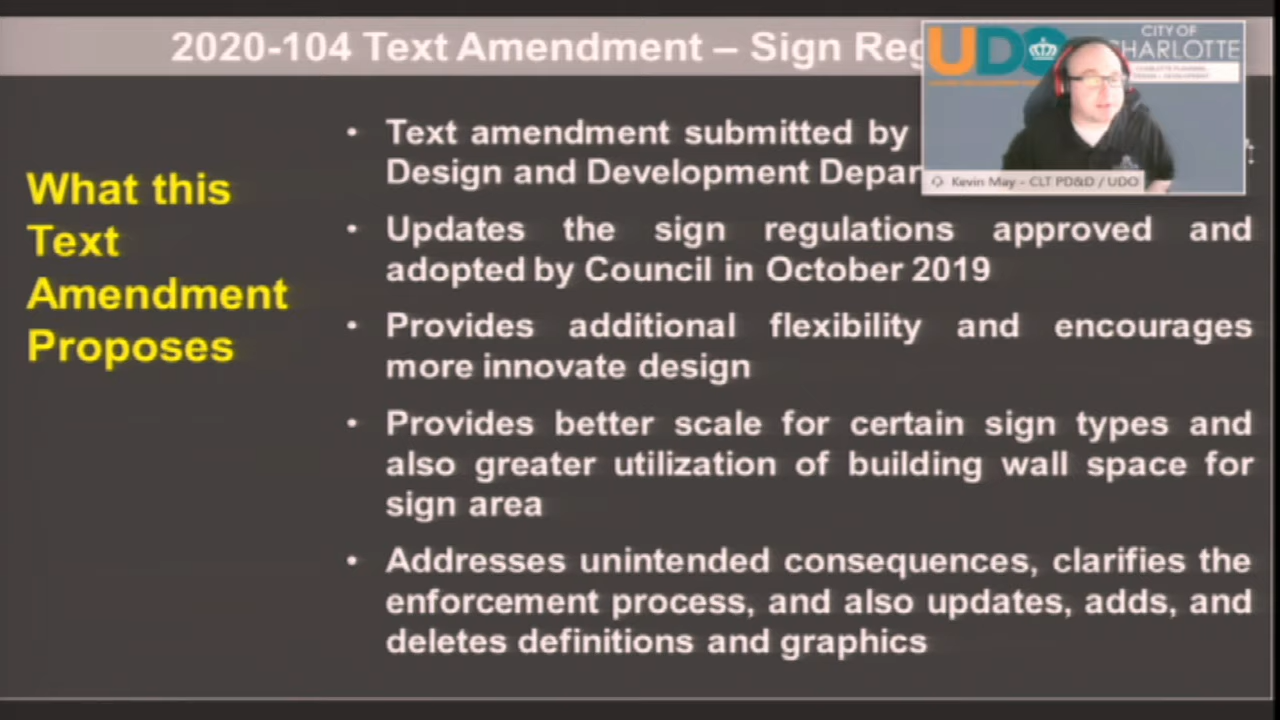 2020-104 Text Amendment – Sign Reg
UDO
CITY OF
CHARLOTTE
What this
Text
Amendment
Proposes
• Text amendment submitted by
Design and Development Depar
Kevin May - CLT PD&D / UDO
• Updates the sign regulations approved and
adopted by Council in October 2019
• Provides additional flexibility and encourages
more innovate design
• Provides better scale for certain sign types and
also greater utilization of building wall space for
sign area
• Addresses unintended consequences, clarifies the
enforcement process, and also updates, adds, and
deletes definitions and graphics